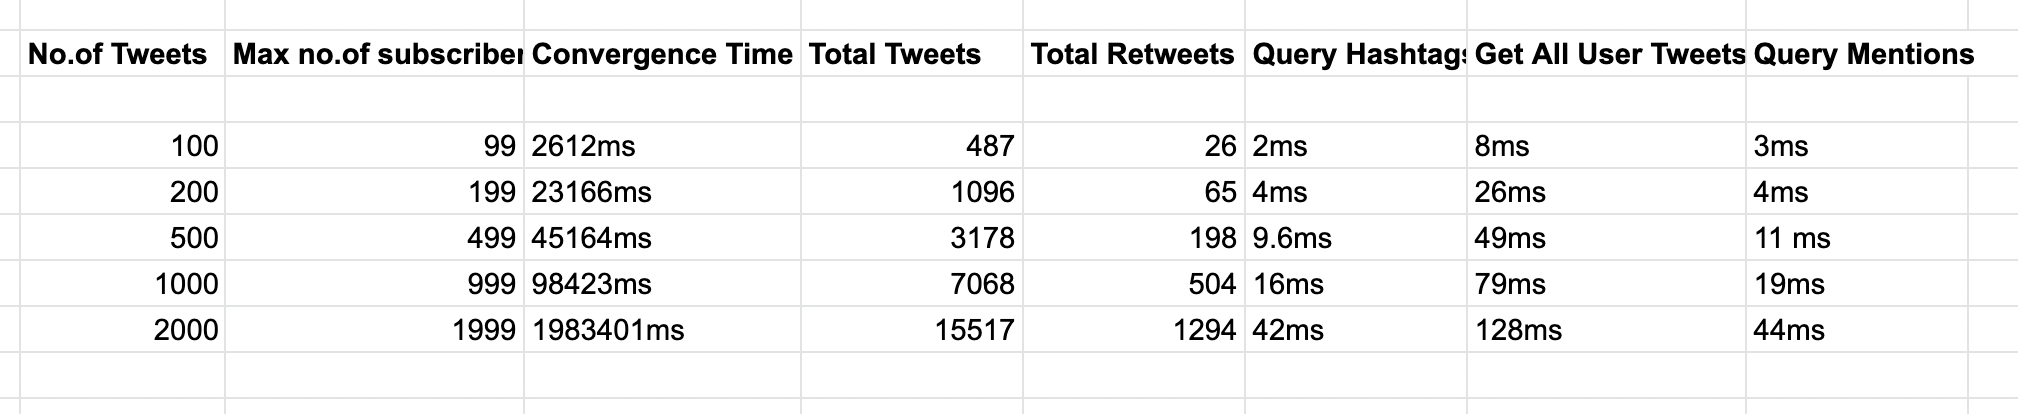 No.of Tweets Max no.of subscriber Convergence Time Total Tweets Total Retweets Query Hashtags Get All User Tweets Query Mentions
100 99 2612ms 487 26 2ms 8ms 3ms
200 199 23166ms 1096 65 4ms 26ms 4ms
500 499 45164ms 3178 198 9.6ms 49ms 11 ms
1000 999 98423ms 7068 504 16ms 79ms 19ms
2000 1999 1983401ms 15517 1294 42ms 128ms 44ms